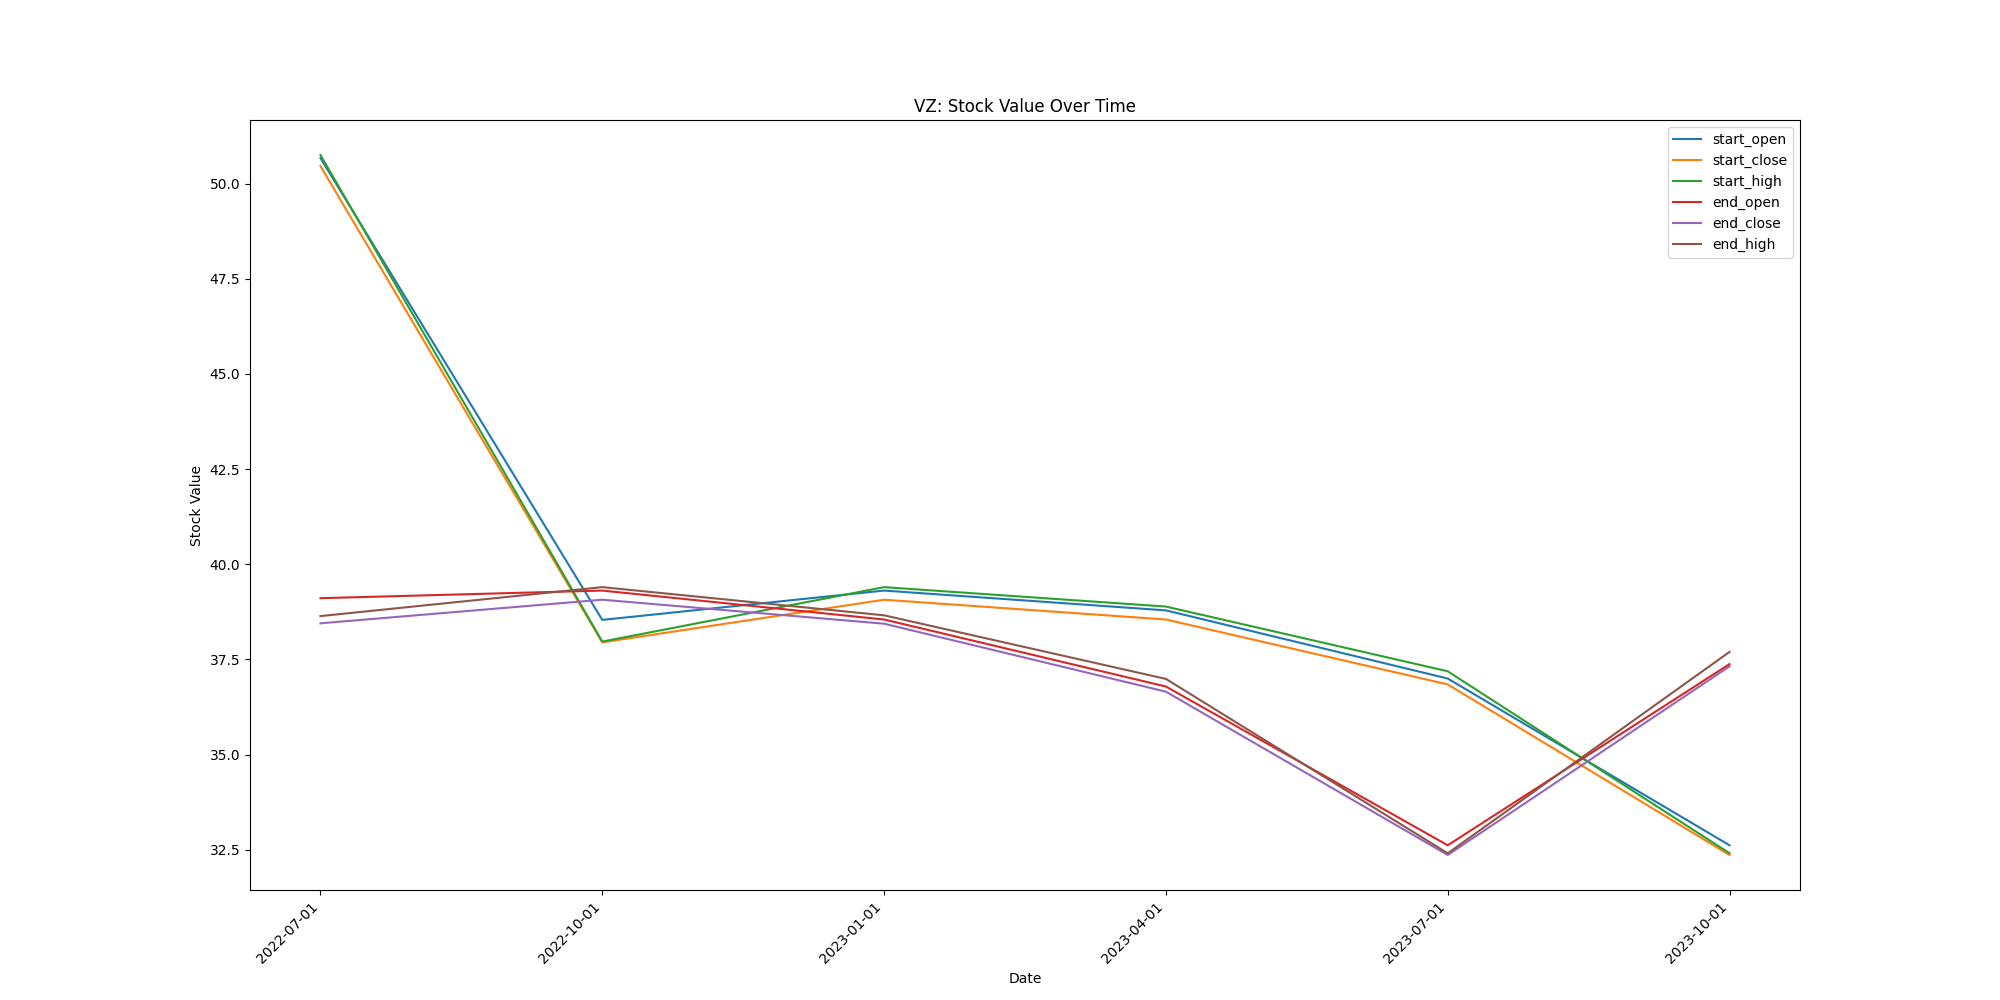 VZ: Stock Value Over Time
start_open
start_close
start_high
end_open
end_close
end_high
50.0
47.5
45.0
42.5
40.0
37.5
35.0
32.5
Stock Value
2022-07-01
2022-10-01
2023-01-01
2023-04-01
2023-07-01
2023-10-01
Date